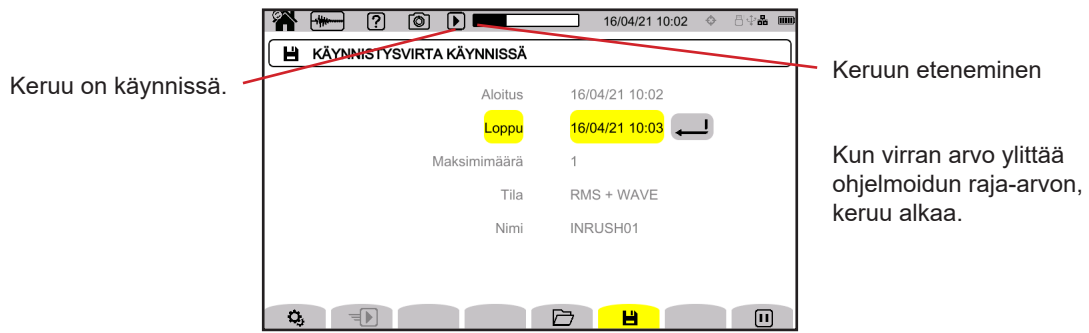 16/04/21 10:02
KÄYNNISTYSVIRTA KÄYNNISSÄ
Keruu on käynnissä.
Keruun eteneminen
Aloitus 16/04/21 10:02
Loppu 16/04/21 10:03
Maksimimäärä 1
Tila RMS + WAVE
Nimi INRUSH01
Kun virran arvo ylittää
ohjelmoidun raja-arvon,
keruu alkaa.